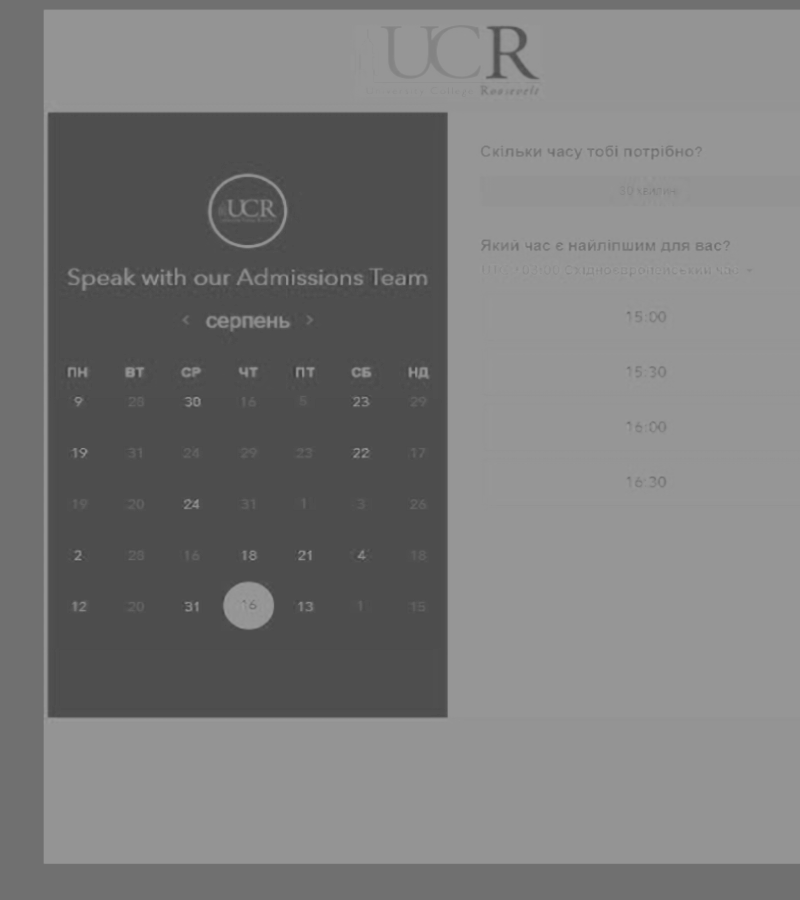 UCR
University College Roosevelt
UCR
Speak with our Admissions Team
< серпень >
ПН ВТ СР ЧТ ПТ СБ НД
9 28 30 16 5 23 29
19 31 24 29 23 22 17
19 20 24 31 1 3 26
2 28 16 18 21 4 18
12 20 31 16 13 1 15
Скільки часу тобі потрібно?
30 хвилин
Який час є найліпшим для вас?
15:00
15:30
16:00
16:30